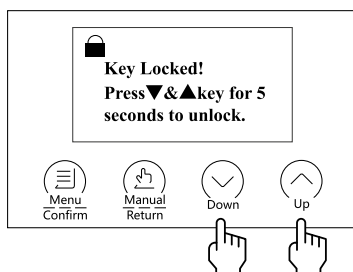 Key Locked!
Press▼&▲key for 5
seconds to unlock.
Menu
Confirm
Manual
Return
Down
Up